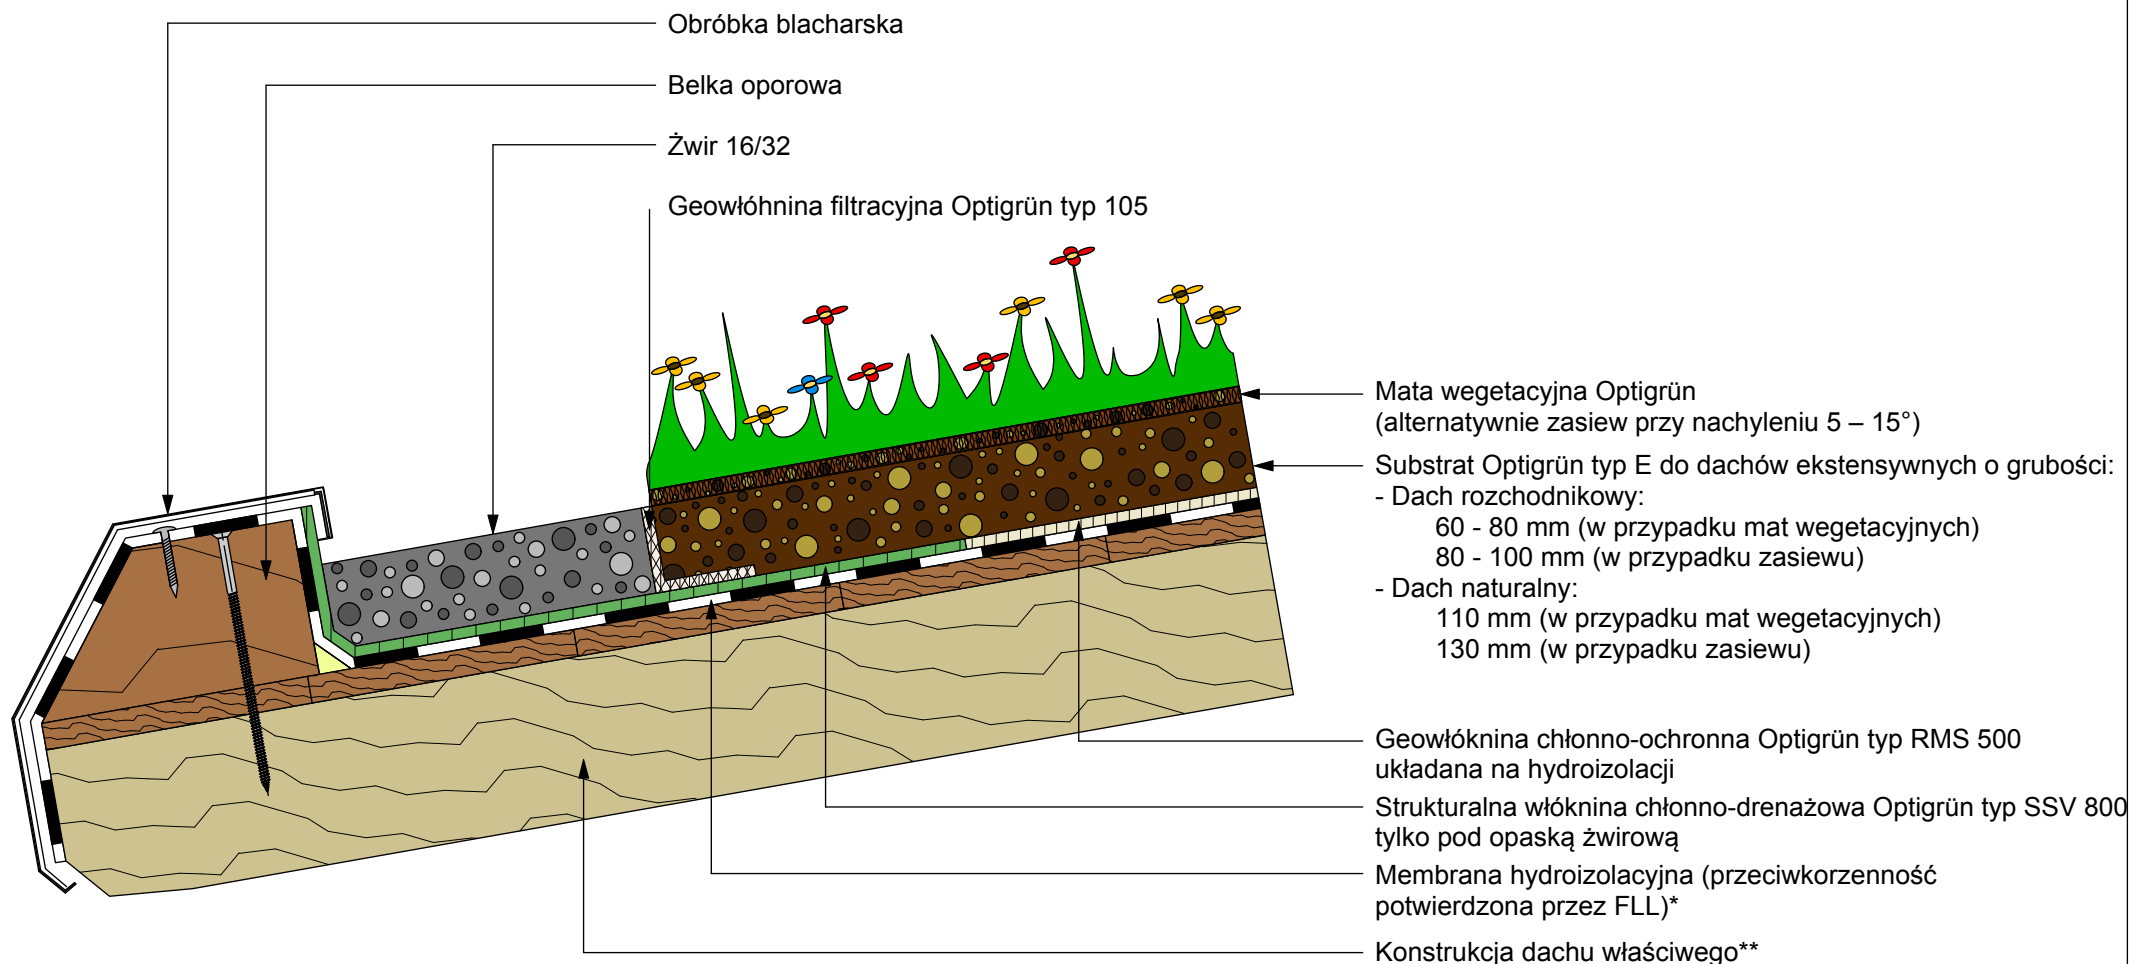 Obróbka blacharska
Belka oporowa
Żwir 16/32
Geowłóhnina filtracyjna Optigrün typ 105
Mata wegetacyjna Optigrün
(alternatywnie zasiew przy nachyleniu 5 – 15°)
Substrat Optigrün typ E do dachów ekstensywnych o grubości:
- Dach rozchodnikowy:
60 - 80 mm (w przypadku mat wegetacyjnych)
80 - 100 mm (w przypadku zasiewu)
- Dach naturalny:
110 mm (w przypadku mat wegetacyjnych)
130 mm (w przypadku zasiewu)
Geowłóknina chłonno-ochronna Optigrün typ RMS 500
układana na hydroizolacji
Strukturalna włóknina chłonno-drenażowa Optigrün typ SSV 800
tylko pod opaską żwirową
Membrana hydroizolacyjna (przeciwkorzenność
potwierdzona przez FLL)*
Konstrukcja dachu właściwego**